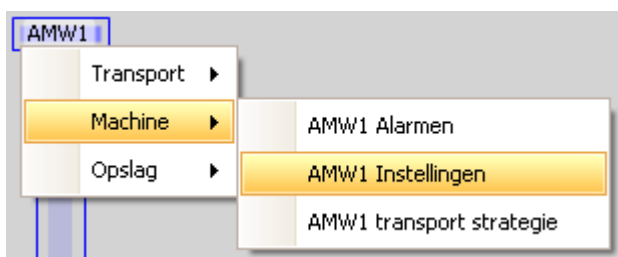 AMW1
Transport
Machine
Opslag
AMW1 Alarmen
AMW1 Instellingen
AMW1 transport strategie